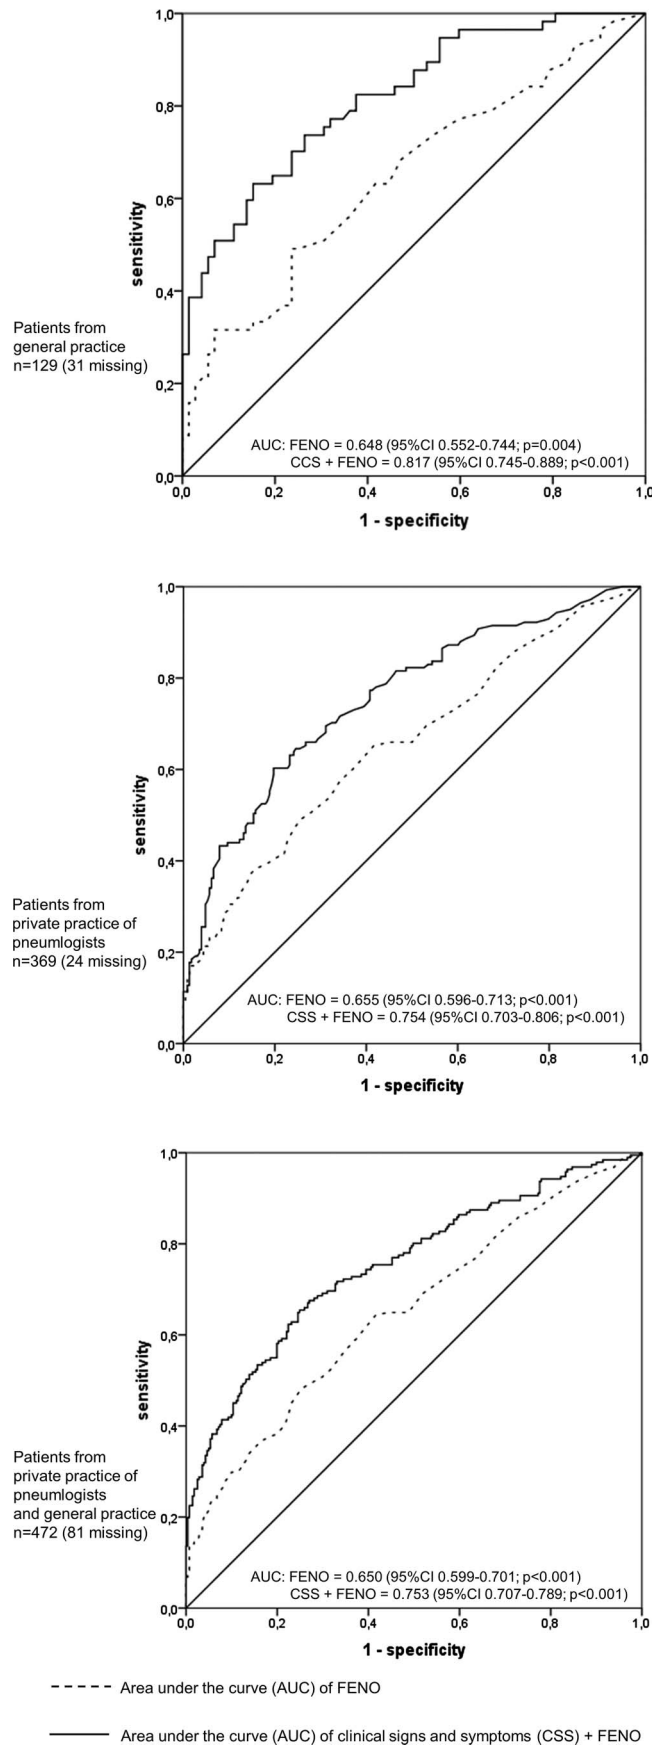 1,0
0,8
0,6
0,4
0,2
0,0
sensitivity
Patients from
general practice
n=129 (31 missing)
AUC: FENO = 0.648 (95%CI 0.552-0.744; p=0.004)
CCS + FENO = 0.817 (95%CI 0.745-0.889; p<0.001)
0,0 0,2 0,4 0,6 0,8 1,0
1 - specificity
1,0
0,8
0,6
0,4
0,2
0,0
sensitivity
Patients from
private practice of
pneumlogists
n=369 (24 missing)
AUC: FENO = 0.655 (95%CI 0.596-0.713; p<0.001)
CSS + FENO = 0.754 (95%CI 0.703-0.806; p<0.001)
0,0 0,2 0,4 0,6 0,8 1,0
1 - specificity
1,0
0,8
0,6
0,4
0,2
0,0
sensitivity
Patients from
private practice of
pneumlogists
and general practice
n=472 (81 missing)
AUC: FENO = 0.650 (95%CI 0.599-0.701; p<0.001)
CSS + FENO = 0.753 (95%CI 0.707-0.789; p<0.001)
0,0 0,2 0,4 0,6 0,8 1,0
1 - specificity
Area under the curve (AUC) of FENO
Area under the curve (AUC) of clinical signs and symptoms (CSS) + FENO